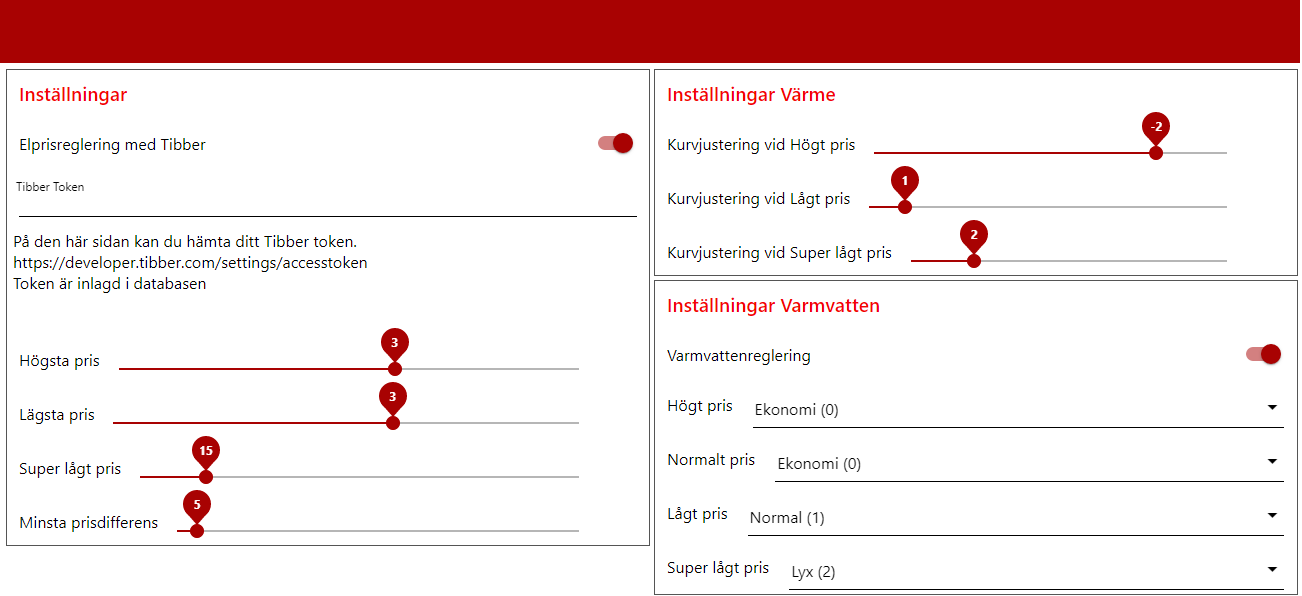 Inställningar
Elprisreglering med Tibber
Tibber Token
På den här sidan kan du hämta ditt Tibber token.
https://developer.tibber.com/settings/accesstoken
Token är inlagd i databasen
Högsta pris 3
Lägsta pris 3
Super lågt pris 15
Minsta prisdifferens 5
Inställningar Värme
Kurvjustering vid Högt pris -2
Kurvjustering vid Lågt pris 1
Kurvjustering vid Super lågt pris 2
Inställningar Varmvatten
Varmvattenreglering
Högt pris Ekonomi (0)
Normalt pris Ekonomi (0)
Lågt pris Normal (1)
Super lågt pris Lyx (2)